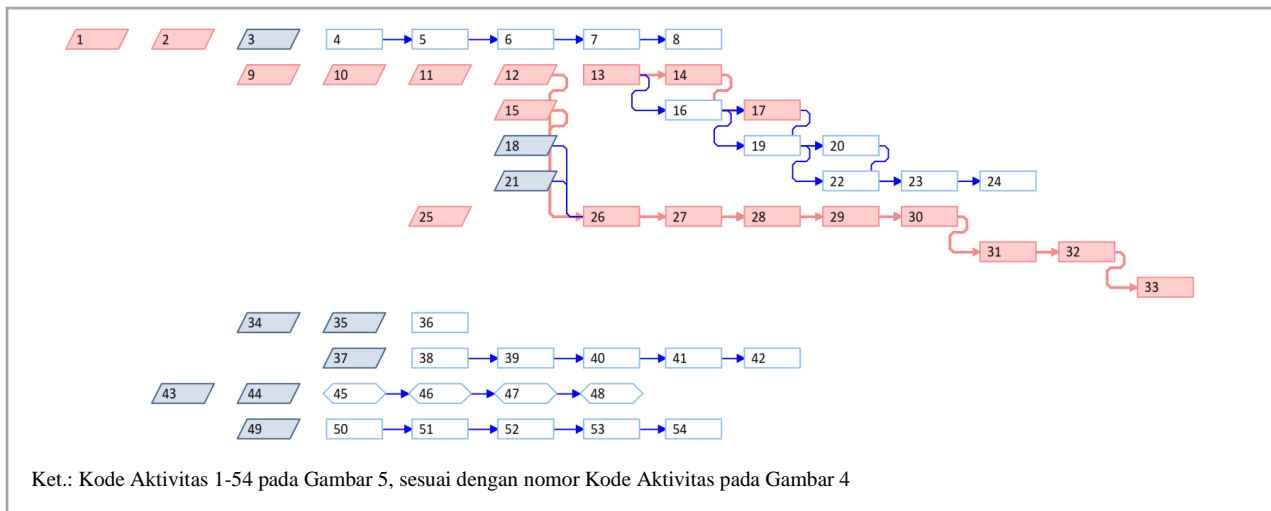 1 2 3 4 5 6 7 8
9 10 11 12 13 14
15 16 17
18 19 20
21 22 23 24
25 26 27 28 29 30
31 32
33
34 35 36
37 38 39 40 41 42
43 44 45 46 47 48
49 50 51 52 53 54
Ket.: Kode Aktivitas 1-54 pada Gambar 5, sesuai dengan nomor Kode Aktivitas pada Gambar 4